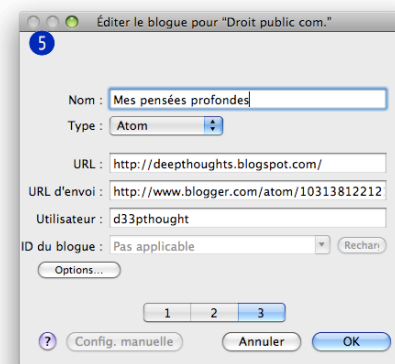 Éditer le blogue pour “Droit public com.”
5
Nom : Mes pensées profondes
Type : Atom
URL : http://deepthoughts.blogspot.com/
URL d'envoi : http://www.blogger.com/atom/10313812212
Utilisateur : d33pthought
ID du blogue : Pas applicable
Options...
1 2 3
? Config. manuelle Annuler OK